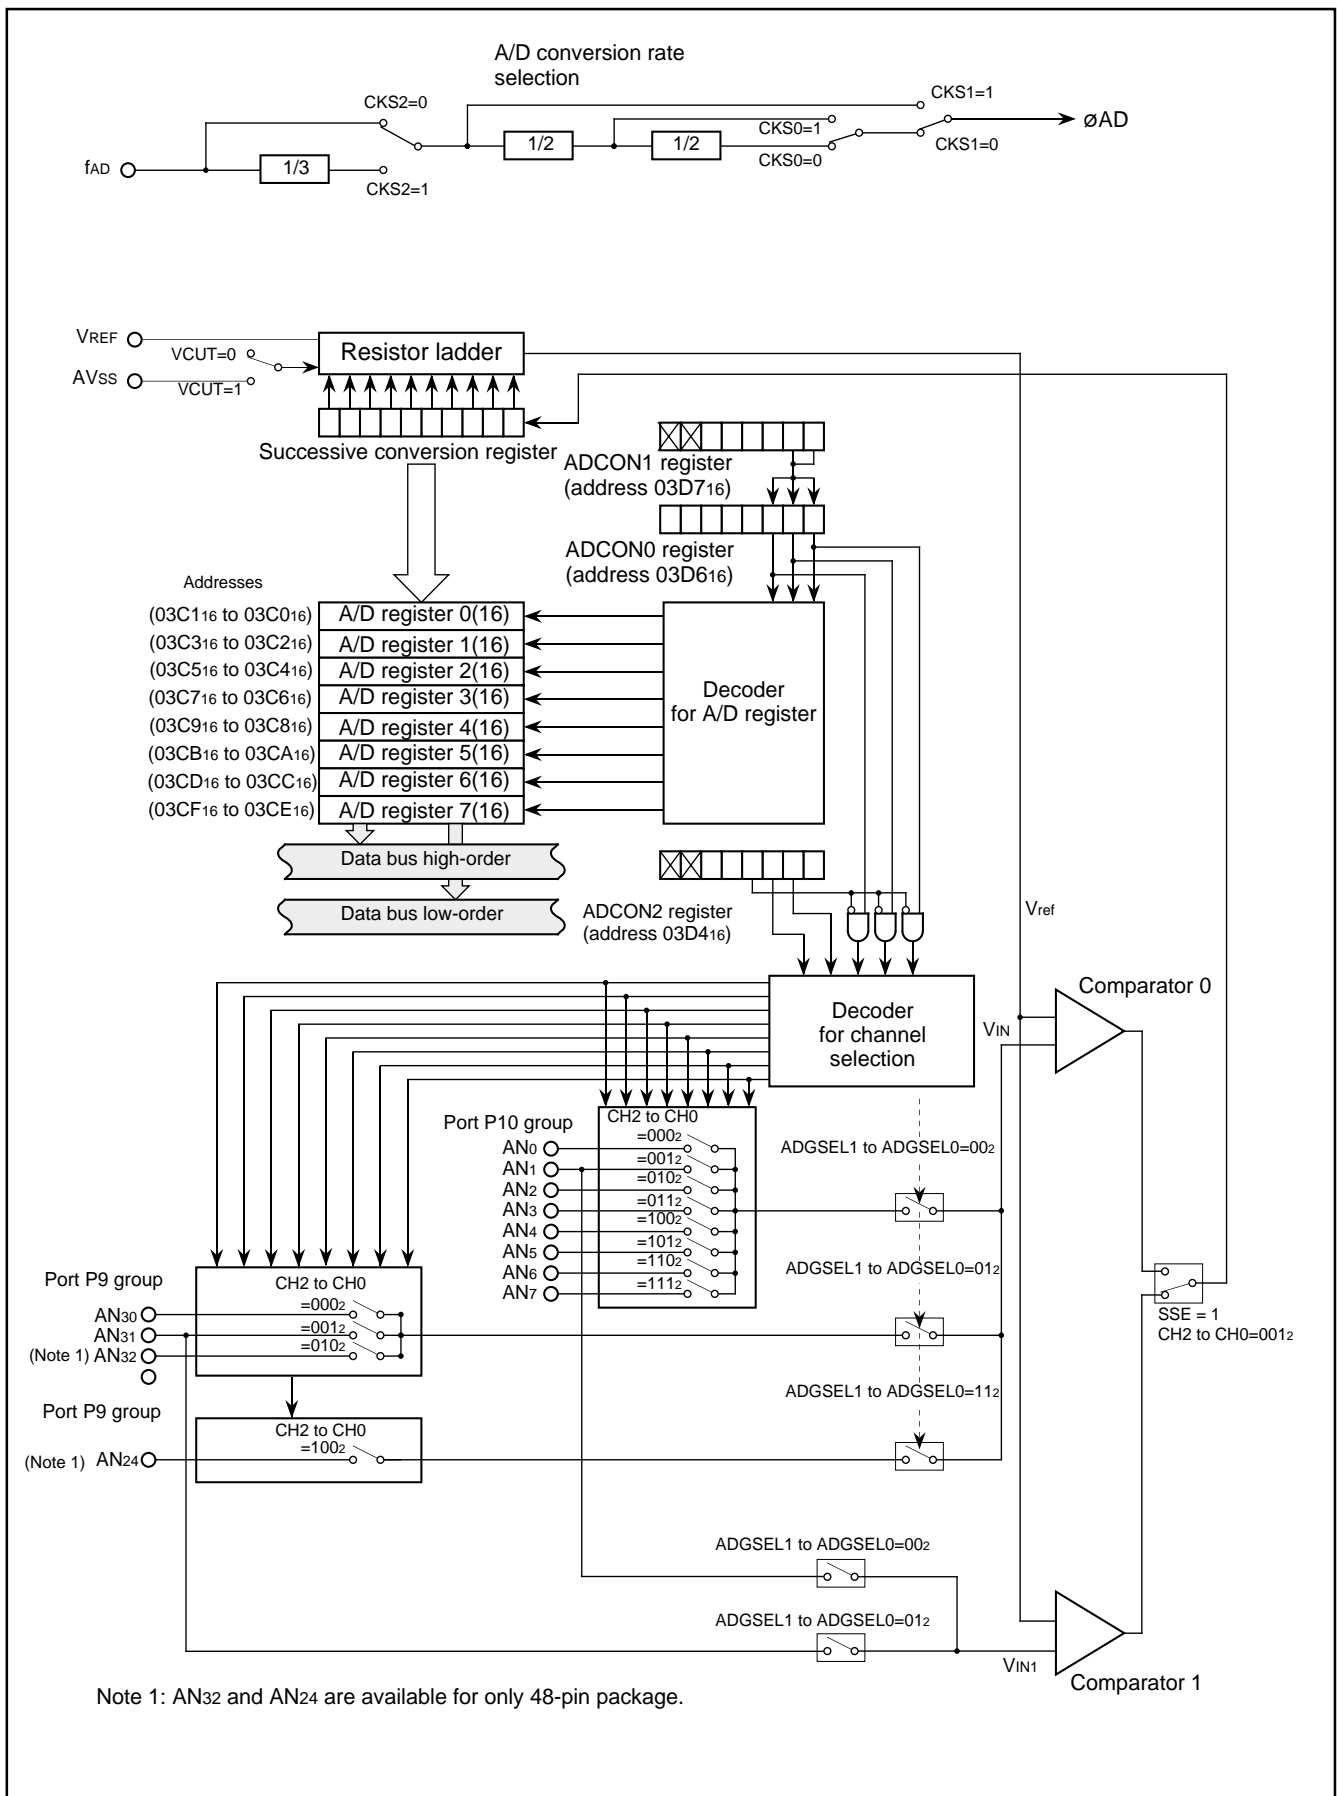 A/D conversion rate
selection
CKS2=0
CKS1=1
CKS0=1
øAD
fAD
1/3
1/2
1/2
CKS0=0
CKS1=0
CKS2=1
VREF
VCUT=0
Resistor ladder
AVSS
VCUT=1
Successive conversion register
ADCON1 register
(address 03D716)
ADCON0 register
(address 03D616)
Addresses
(03C116 to 03C016) A/D register 0(16)
(03C316 to 03C216) A/D register 1(16)
(03C516 to 03C416) A/D register 2(16)
(03C716 to 03C616) A/D register 3(16)
(03C916 to 03C816) A/D register 4(16)
(03CB16 to 03CA16) A/D register 5(16)
(03CD16 to 03CC16) A/D register 6(16)
(03CF16 to 03CE16) A/D register 7(16)
Decoder
for A/D register
Data bus high-order
Data bus low-order
ADCON2 register
(address 03D416)
Vref
Decoder
for channel
selection
VIN
Comparator 0
Port P10 group
CH2 to CH0
AN0 =0002
AN1 =0012
AN2 =0102
AN3 =0112
AN4 =1002
AN5 =1012
AN6 =1102
AN7 =1112
ADGSEL1 to ADGSEL0=002
ADGSEL1 to ADGSEL0=012
ADGSEL1 to ADGSEL0=112
Port P9 group
CH2 to CH0
AN30 =0002
AN31 =0012
(Note 1) AN32 =0102
SSE = 1
CH2 to CH0=0012
Port P9 group
CH2 to CH0
=1002
(Note 1) AN24
ADGSEL1 to ADGSEL0=002
ADGSEL1 to ADGSEL0=012
VIN1
Comparator 1
Note 1: AN32 and AN24 are available for only 48-pin package.